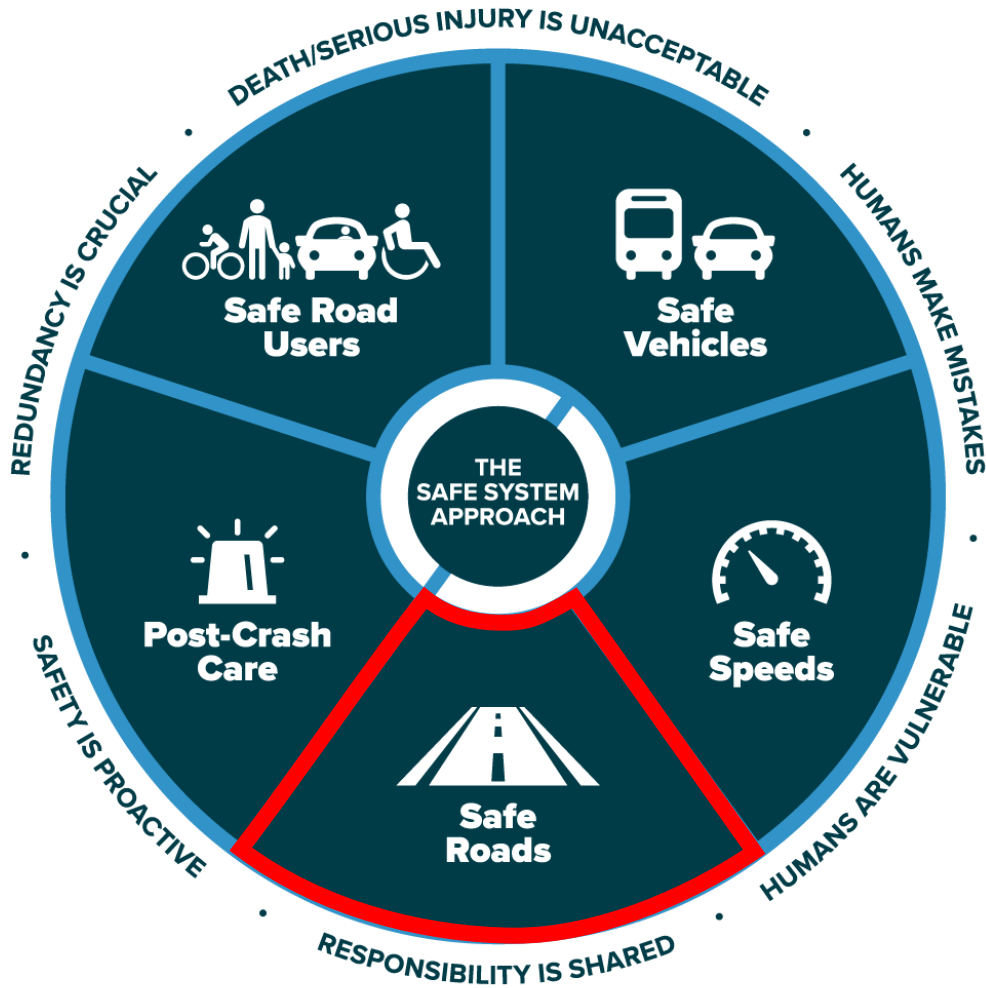 DEATH/SERIOUS INJURY IS UNACCEPTABLE
HUMANS MAKE MISTAKES
HUMANS ARE VULNERABLE
RESPONSIBILITY IS SHARED
SAFETY IS PROACTIVE
REDUNDANCY IS CRUCIAL
Safe Road
Users
Safe
Vehicles
THE
SAFE SYSTEM
APPROACH
Post-Crash
Care
Safe
Speeds
Safe
Roads